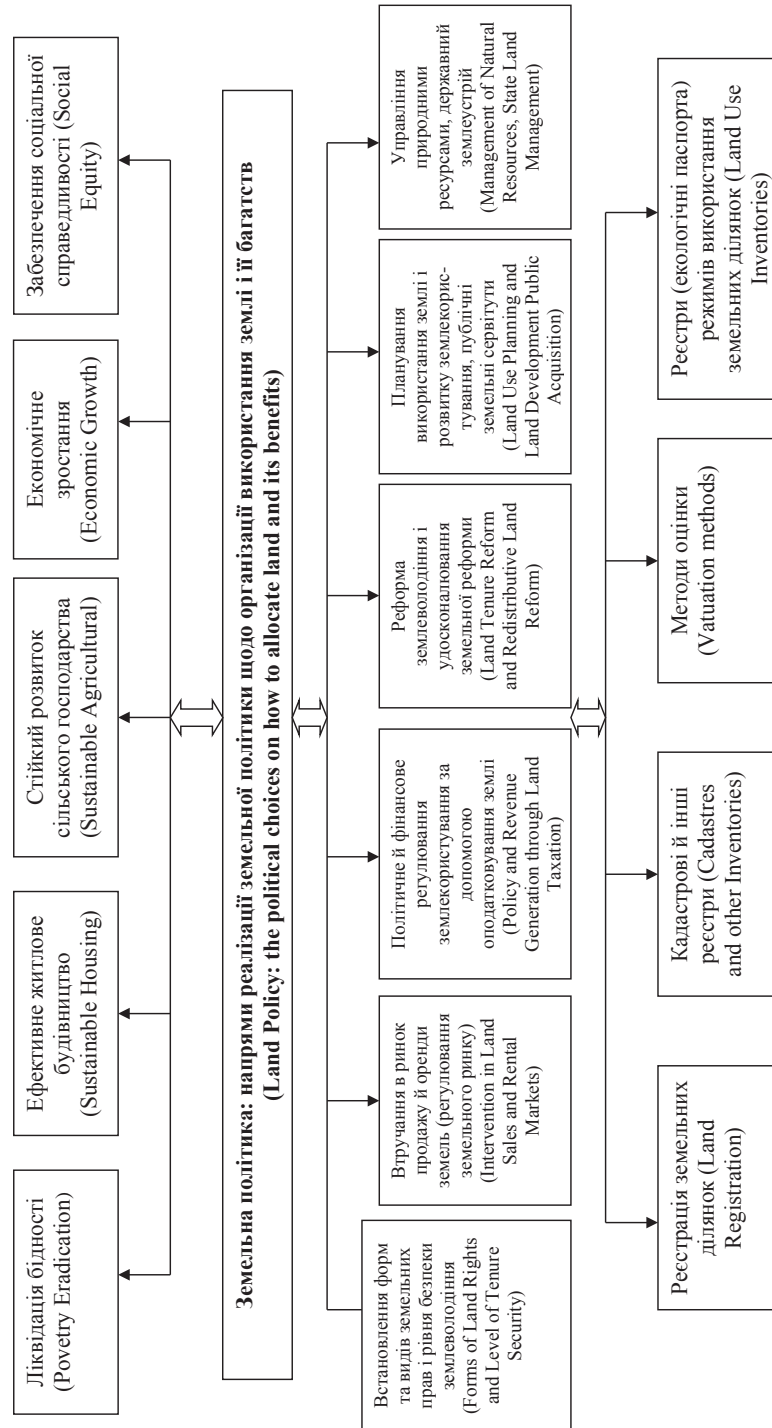 Ліквідація бідності
(Povetry Eradication)
Ефективне житлове
будівництво
(Sustainable Housing)
Стійкий розвиток
сільського господарства
(Sustainable Agricultural)
Економічне
зростання
(Economic Growth)
Забезпечення соціальної
справедливості (Social
Equity)
Земельна політика: напрями реалізації земельної політики щодо організації використання землі і її багатств
(Land Policy: the political choices on how to allocate land and its benefits)
Встановлення форм
та видів земельних
прав і рівня безпеки
землеволодіння
(Forms of Land Rights
and Level of Tenure
Security)
Втручання в ринок
продажу й оренди
земель (регулювання
земельного ринку)
(Intervention in Land
Sales and Rental
Markets)
Політичне й фінансове
регулювання
землекористування за
допомогою
оподатковування землі
(Policy and Revenue
Generation through Land
Taxation)
Реформа
землеволодіння і
удосконалювання
земельної реформи
(Land Tenure Reform
and Redistributive Land
Reform)
Планування
використання землі і
розвитку землекорис-
тування, публічні
земельні сервітути
(Land Use Planning and
Land Development Public
Acquisition)
Управління
природними
ресурсами, державний
землеустрій
(Management of Natural
Resources, State Land
Management)
Реєстрація земельних
ділянок (Land
Registration)
Кадастрові й інші
реєстри (Cadastres
and other Inventories)
Методи оцінки
(Vatuation methods)
Реєстри (екологічні паспорта)
режимів використання
земельних ділянок (Land Use
Inventories)